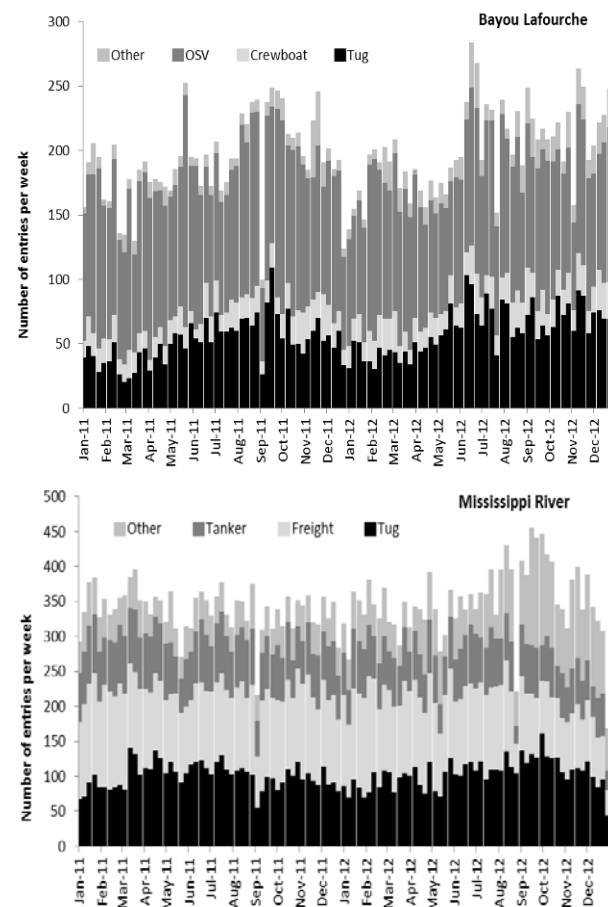 Bayou Lafourche
Other OSV Crewboat Tug
Number of entries per week
300
250
200
150
100
50
0
Jan-11
Feb-11
Mar-11
Apr-11
May-11
Jun-11
Jul-11
Aug-11
Sep-11
Oct-11
Nov-11
Dec-11
Jan-12
Feb-12
Mar-12
Apr-12
May-12
Jun-12
Jul-12
Aug-12
Sep-12
Oct-12
Nov-12
Dec-12
Mississippi River
Other Tanker Freight Tug
Number of entries per week
500
450
400
350
300
250
200
150
100
50
0
Jan-11
Feb-11
Mar-11
Apr-11
May-11
Jun-11
Jul-11
Aug-11
Sep-11
Oct-11
Nov-11
Dec-11
Jan-12
Feb-12
Mar-12
Apr-12
May-12
Jun-12
Jul-12
Aug-12
Sep-12
Oct-12
Nov-12
Dec-12